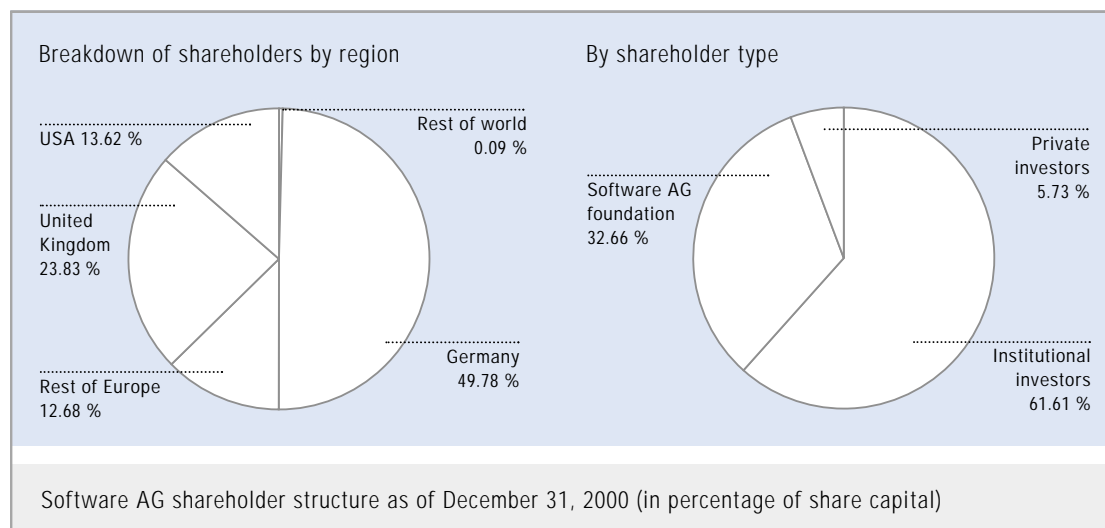 Breakdown of shareholders by region
USA 13.62 %
Rest of world
0.09 %
United
Kingdom
23.83 %
Rest of Europe
12.68 %
Germany
49.78 %
By shareholder type
Private
investors
5.73 %
Software AG
foundation
32.66 %
Institutional
investors
61.61 %
Software AG shareholder structure as of December 31, 2000 (in percentage of share capital)